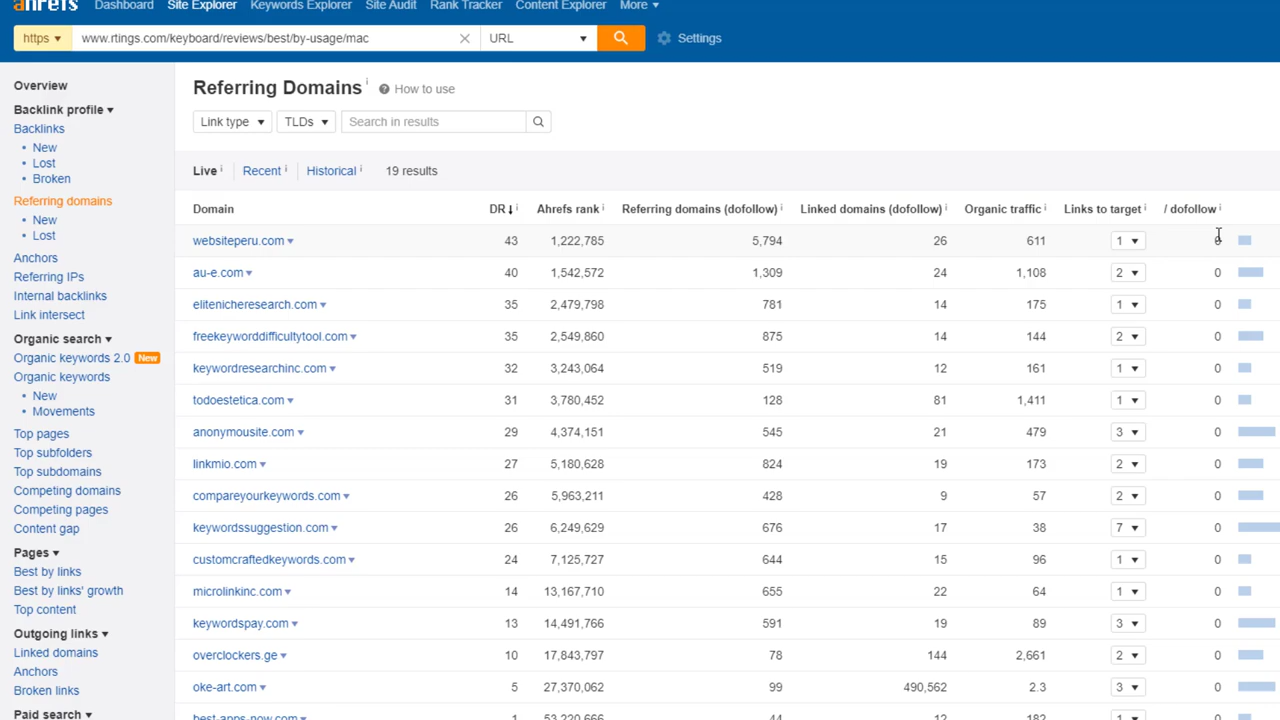 ahrefs Dashboard Site Explorer Keywords Explorer Site Audit Rank Tracker Content Explorer More
https www.rtings.com/keyboard/reviews/best/by-usage/mac URL Settings
Overview
Backlink profile
Backlinks
New
Lost
Broken
Referring domains
New
Lost
Anchors
Referring IPs
Internal backlinks
Link intersect
Organic search
Organic keywords 2.0 New
Organic keywords
New
Movements
Top pages
Top subfolders
Top subdomains
Competing domains
Competing pages
Content gap
Pages
Best by links
Best by links' growth
Top content
Outgoing links
Linked domains
Anchors
Broken links
Paid search
Referring Domains i ? How to use
Link type TLDs Search in results
Live i Recent i Historical i 19 results
Domain DR i Ahrefs rank i Referring domains (dofollow) i Linked domains (dofollow) i Organic traffic i Links to target i / dofollow i
websiteperu.com 43 1,222,785 5,794 26 611 1 0
au-e.com 40 1,542,572 1,309 24 1,108 2 0
elitenicheresearch.com 35 2,479,798 781 14 175 1 0
freekeyworddifficultytool.com 35 2,549,860 875 14 144 2 0
keywordresearchinc.com 32 3,243,064 519 12 161 1 0
todoestetica.com 31 3,780,452 128 81 1,411 1 0
anonymousite.com 29 4,374,151 545 21 479 3 0
linkmio.com 27 5,180,628 824 19 173 2 0
compareyourkeywords.com 26 5,963,211 428 9 57 2 0
keywordssuggestion.com 26 6,249,629 676 17 38 7 0
customcraftedkeywords.com 24 7,125,727 644 15 96 1 0
microlinkinc.com 14 13,167,710 655 22 64 1 0
keywordspay.com 13 14,491,766 591 19 89 3 0
overclockers.ge 10 17,843,797 78 144 2,661 2 0
oke-art.com 5 27,370,062 99 490,562 2.3 3 0
best-apps-now.com 1 53,220,666 44 12 182 1 0